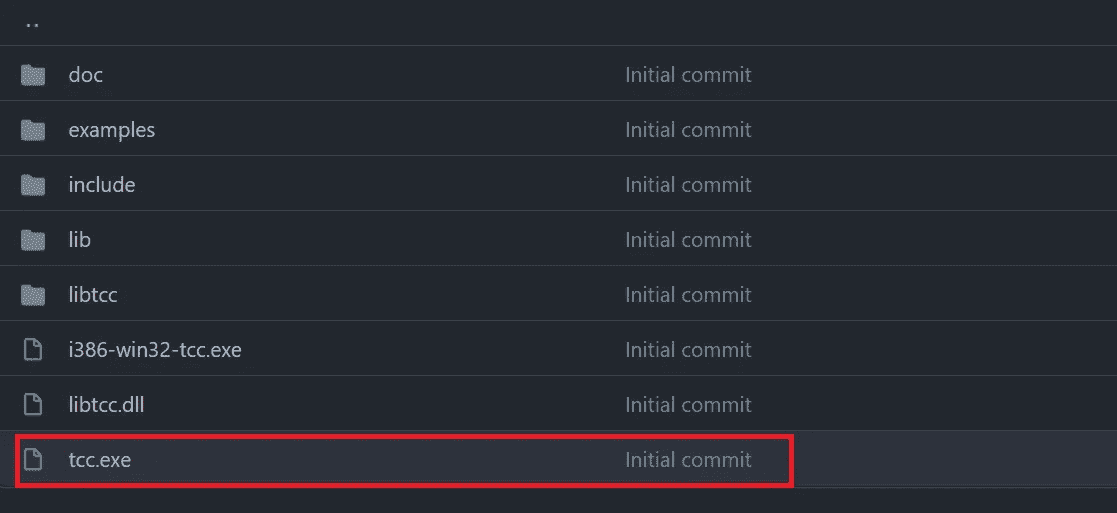 ..
doc Initial commit
examples Initial commit
include Initial commit
lib Initial commit
libtcc Initial commit
i386-win32-tcc.exe Initial commit
libtcc.dll Initial commit
tcc.exe Initial commit